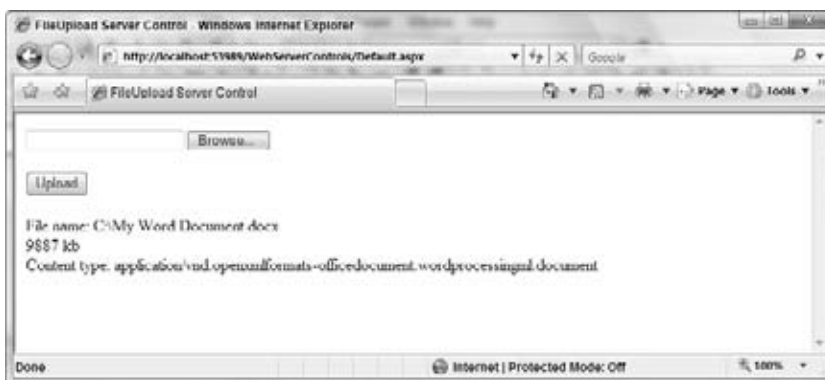 FileUpload Server Control - Windows Internet Explorer
http://localhost:53989/WebServerControls/Default.aspx
Google
FileUpload Server Control
Page
Tools
Browse...
Upload
File name: C:\My Word Document.docx
9887 kb
Content type: application/vnd.openxmlformats-officedocument.wordprocessingml.document
Done
Internet | Protected Mode: Off
100%